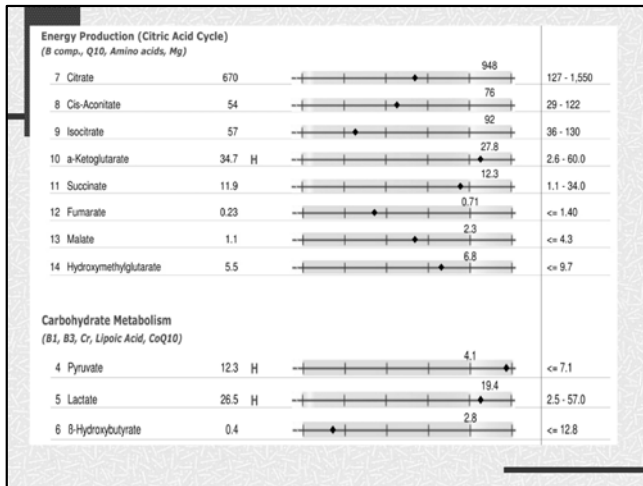 Energy Production (Citric Acid Cycle)
(B comp., Q10, Amino acids, Mg)
948
7 Citrate 670 127 - 1,550
76
8 Cis-Aconitate 54 29 - 122
92
9 Isocitrate 57 36 - 130
27.8
10 a-Ketoglutarate 34.7 H 2.6 - 60.0
12.3
11 Succinate 11.9 1.1 - 34.0
0.71
12 Fumarate 0.23 <= 1.40
2.3
13 Malate 1.1 <= 4.3
6.8
14 Hydroxymethylglutarate 5.5 <= 9.7
Carbohydrate Metabolism
(B1, B3, Cr, Lipoic Acid, CoQ10)
4.1
4 Pyruvate 12.3 H <= 7.1
19.4
5 Lactate 26.5 H 2.5 - 57.0
2.8
6 ß-Hydroxybutyrate 0.4 <= 12.8